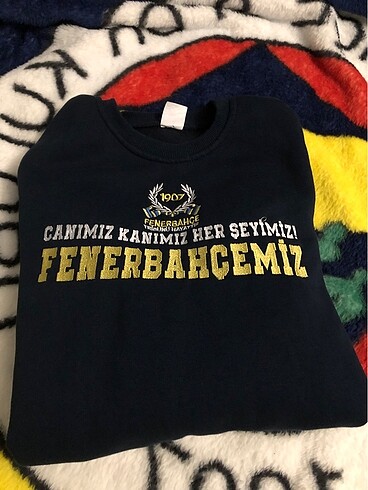 1907
FENERBAHÇE
CANIMIZ KANIMIZ HER ŞEYİMİZ!
FENERBAHÇEMİZ